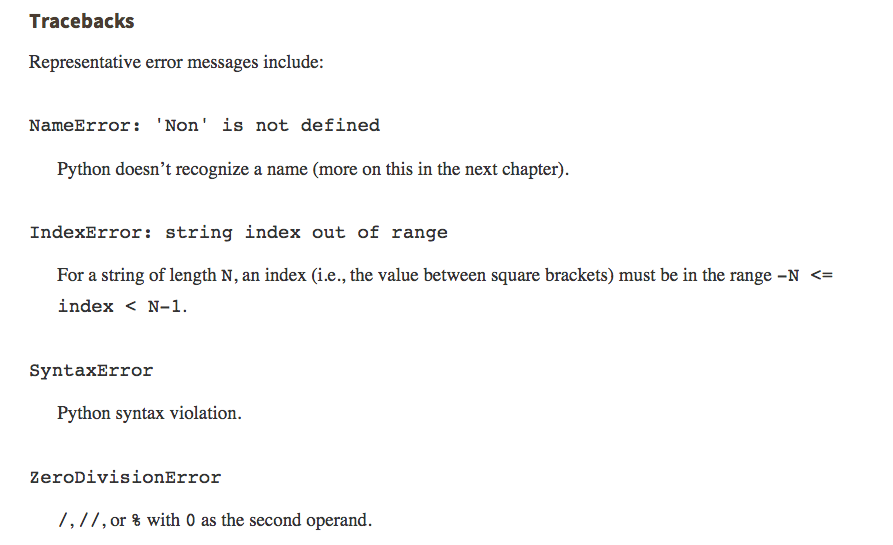 Tracebacks
Representative error messages include:
NameError: 'Non' is not defined
Python doesn’t recognize a name (more on this in the next chapter).
IndexError: string index out of range
For a string of length N, an index (i.e., the value between square brackets) must be in the range -N <=
index < N-1.
SyntaxError
Python syntax violation.
ZeroDivisionError
/, //, or % with 0 as the second operand.